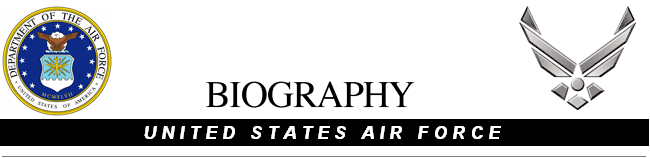 DEPARTMENT OF THE AIR FORCE
MCMXLVII
UNITED STATES OF AMERICA
BIOGRAPHY
UNITED STATES AIR FORCE